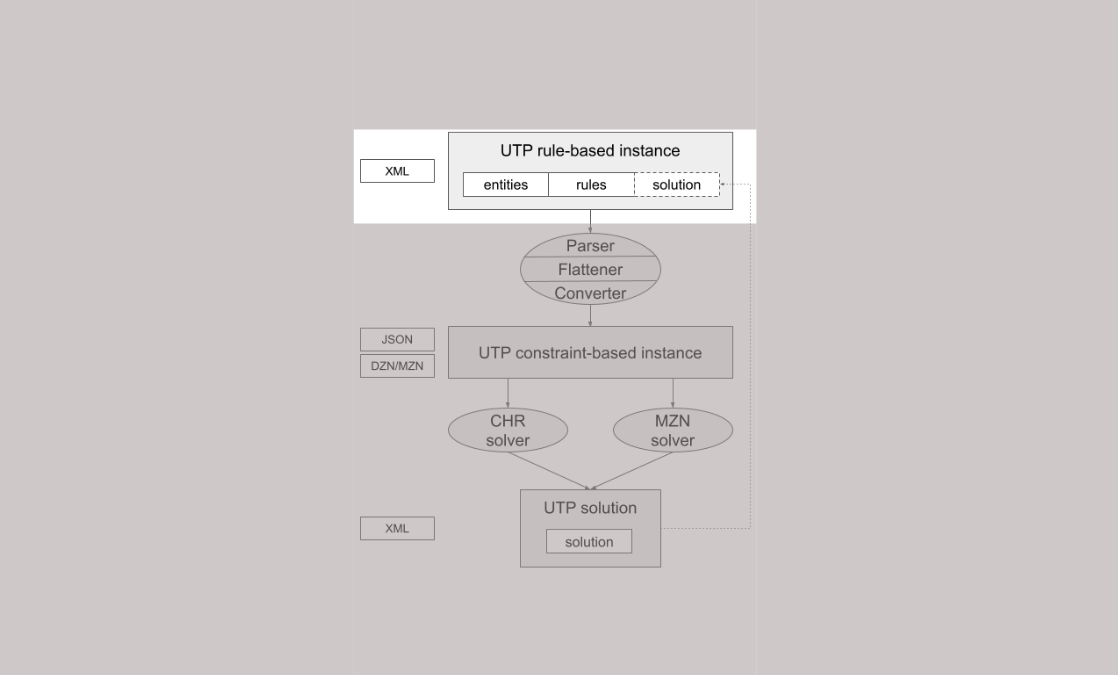 UTP rule-based instance
XML
entities rules solution
Parser
Flattener
Converter
JSON
UTP constraint-based instance
DZN/MZN
CHR
solver
MZN
solver
UTP solution
XML
solution